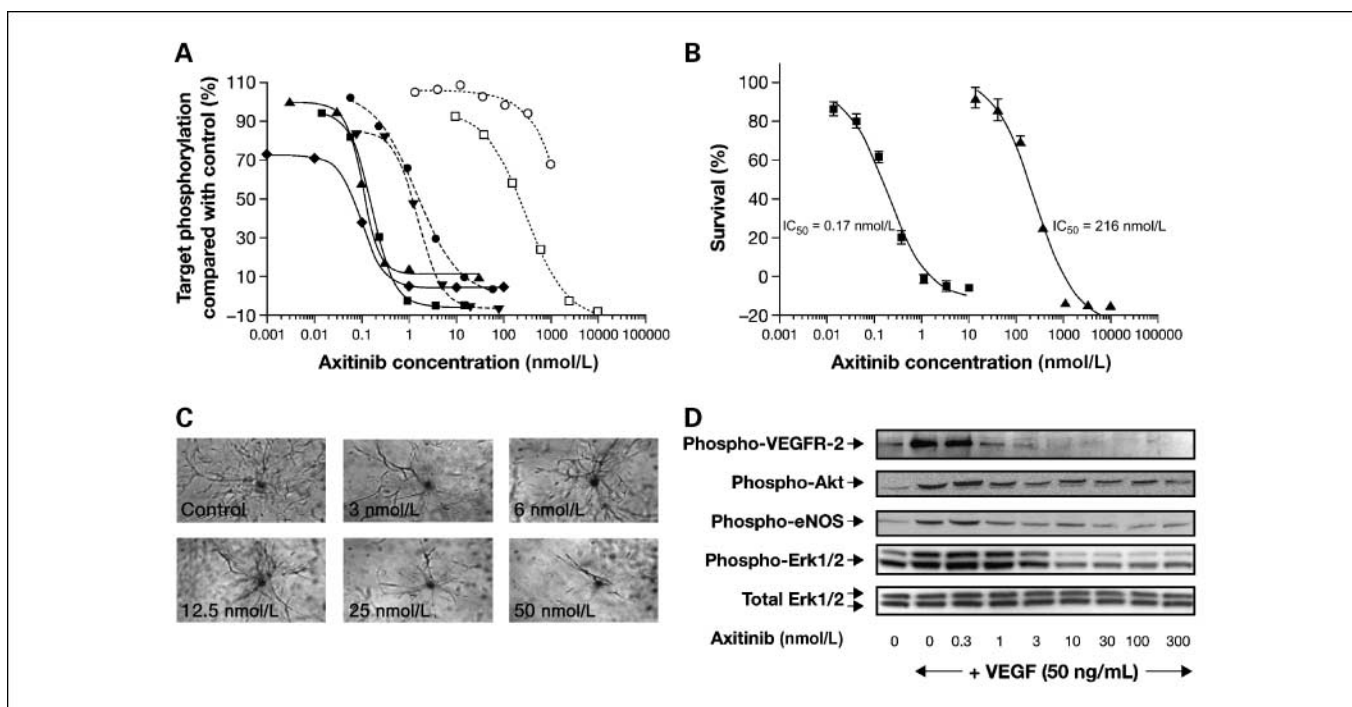 A
Target phosphorylation
compared with control (%)
110
90
70
50
30
10
−10
0.001 0.01 0.1 1 10 100 1000 10000 100000
Axitinib concentration (nmol/L)
B
Survival (%)
100
80
60
40
20
0
−20
IC50 = 0.17 nmol/L
IC50 = 216 nmol/L
0.001 0.01 0.1 1 10 100 1000 10000 100000
Axitinib concentration (nmol/L)
C
Control
3 nmol/L
6 nmol/L
12.5 nmol/L
25 nmol/L
50 nmol/L
D
Phospho-VEGFR-2
Phospho-Akt
Phospho-eNOS
Phospho-Erk1/2
Total Erk1/2
Axitinib (nmol/L) 0 0 0.3 1 3 10 30 100 300
+ VEGF (50 ng/mL)